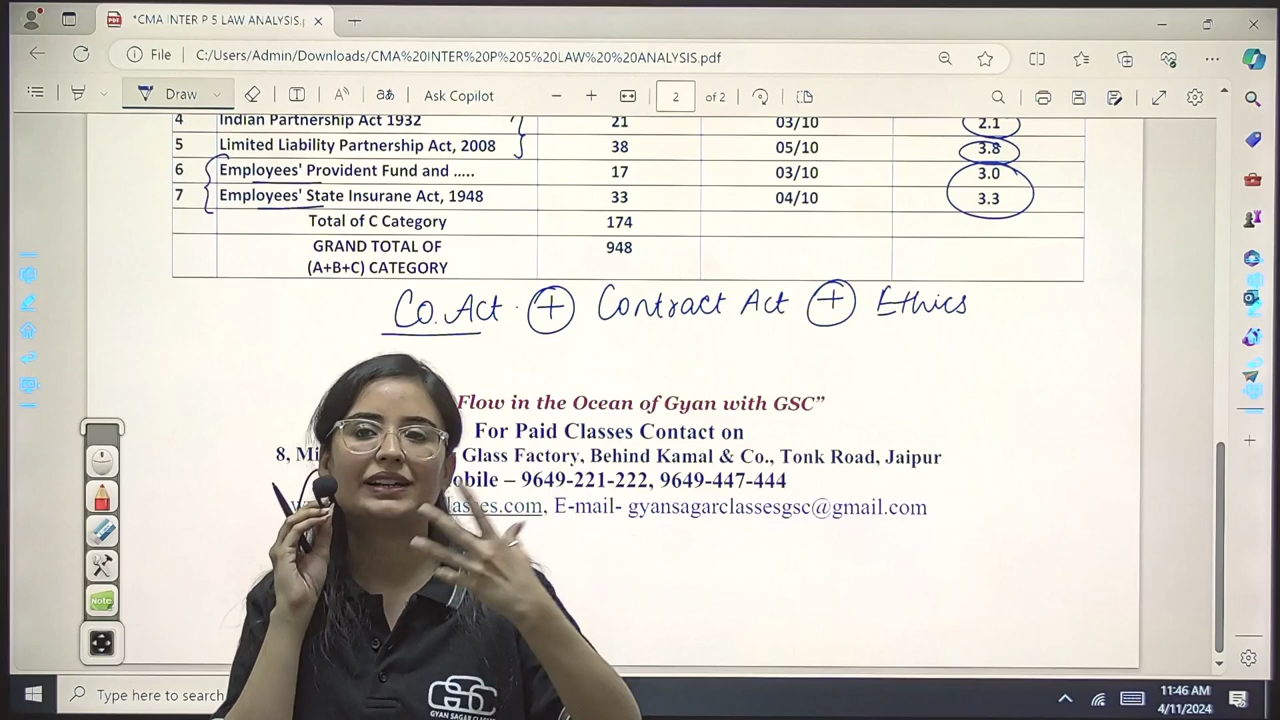 *CMA INTER P 5 LAW ANALYSIS.p
File C:/Users/Admin/Downloads/CMA%20INTER%20P%205%20LAW%20%20ANALYSIS.pdf
Draw Ask Copilot 2 of 2
4 Indian Partnership Act 1932 21 03/10 2.1
5 Limited Liability Partnership Act, 2008 38 05/10 3.8
6 Employees' Provident Fund and ..... 17 03/10 3.0
7 Employees' State Insurane Act, 1948 33 04/10 3.3
Total of C Category 174
GRAND TOTAL OF 948
(A+B+C) CATEGORY
Co. Act + Contract Act + Ethics
Flow in the Ocean of Gyan with GSC”
For Paid Classes Contact on
8, Glass Factory, Behind Kamal & Co., Tonk Road, Jaipur
– 9649-221-222, 9649-447-444
E-mail- gyansagarclassesgsc@gmail.com
Note
GSC
GYAN SAGAR CLASSES
Type here to search
11:46 AM
4/11/2024